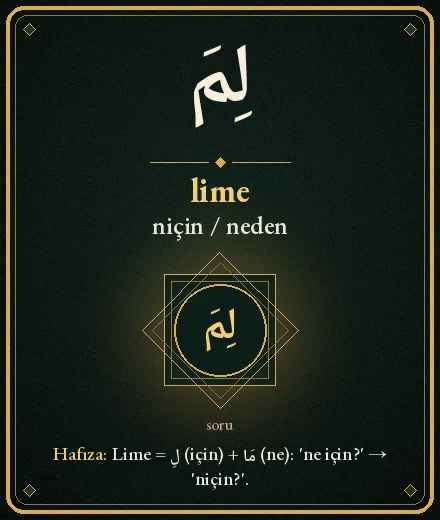 لِمَ
lime
niçin / neden
لِمَ
soru
Hafıza: Lime = لِ (için) + مَا (ne): 'ne için?' →
'niçin?'.